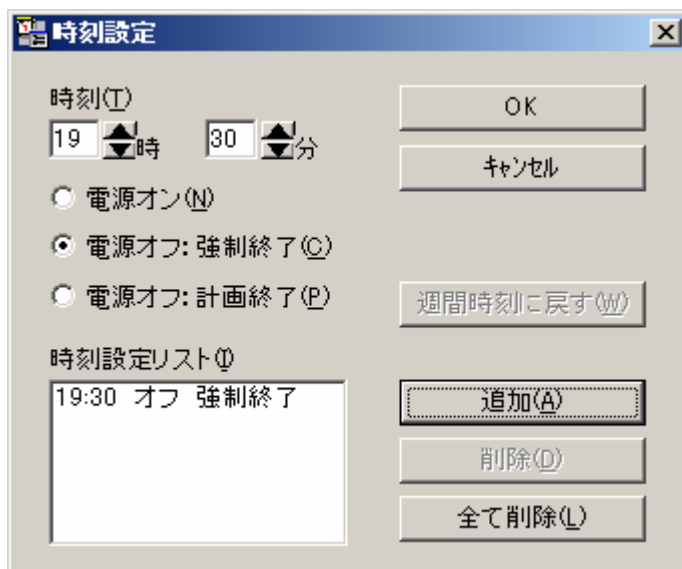 時刻設定
時刻(T)
19 時 30 分
電源オン(N)
電源オフ: 強制終了(C)
電源オフ: 計画終了(P)
時刻設定リスト(I)
19:30 オフ 強制終了
OK
キャンセル
週間時刻に戻す(W)
追加(A)
削除(D)
全て削除(L)